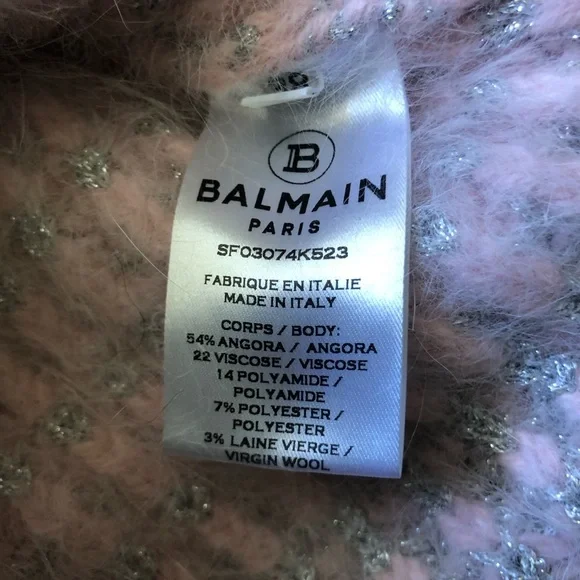 B
BALMAIN
PARIS
SF03074K523
FABRIQUE EN ITALIE
MADE IN ITALY
CORPS / BODY:
54% ANGORA / ANGORA
22 VISCOSE / VISCOSE
14 POLYAMIDE /
POLYAMIDE
7% POLYESTER /
POLYESTER
3% LAINE VIERGE /
VIRGIN WOOL